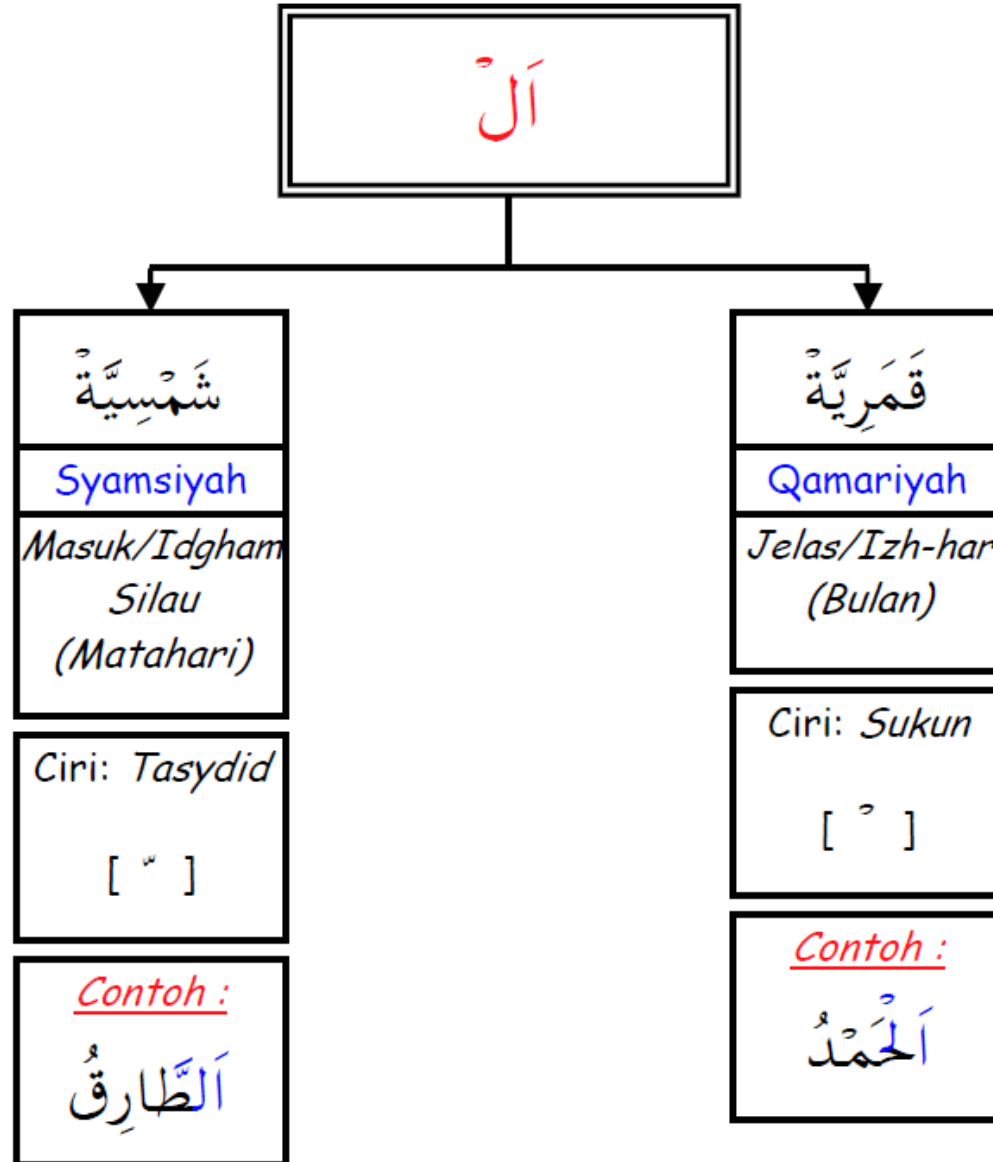 اَلْ
شَمْسِيَّةْ
Syamsiyah
Masuk/Idgham
Silau
(Matahari)
Ciri: Tasydid
[ ّ ]
Contoh :
اَلطَّارِقُ
قَمَرِيَّةْ
Qamariyah
Jelas/Izh-har
(Bulan)
Ciri: Sukun
[ ْ ]
Contoh :
اَلْحَمْدُ